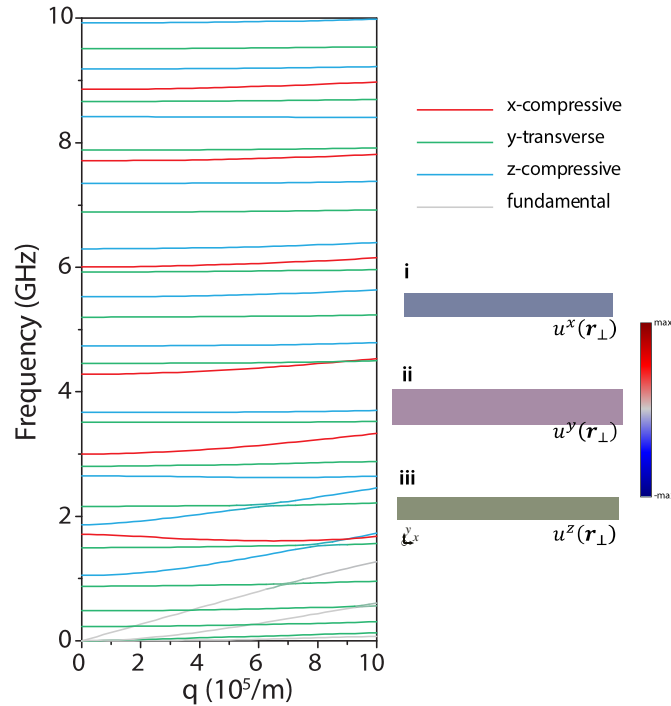 10
8
6
4
2
0
Frequency (GHz)
0 2 4 6 8 10
q (10⁵/m)
x-compressive
y-transverse
z-compressive
fundamental
i
uˣ(r⊥)
ii
uʸ(r⊥)
iii
uᶻ(r⊥)
y
x
max
-max